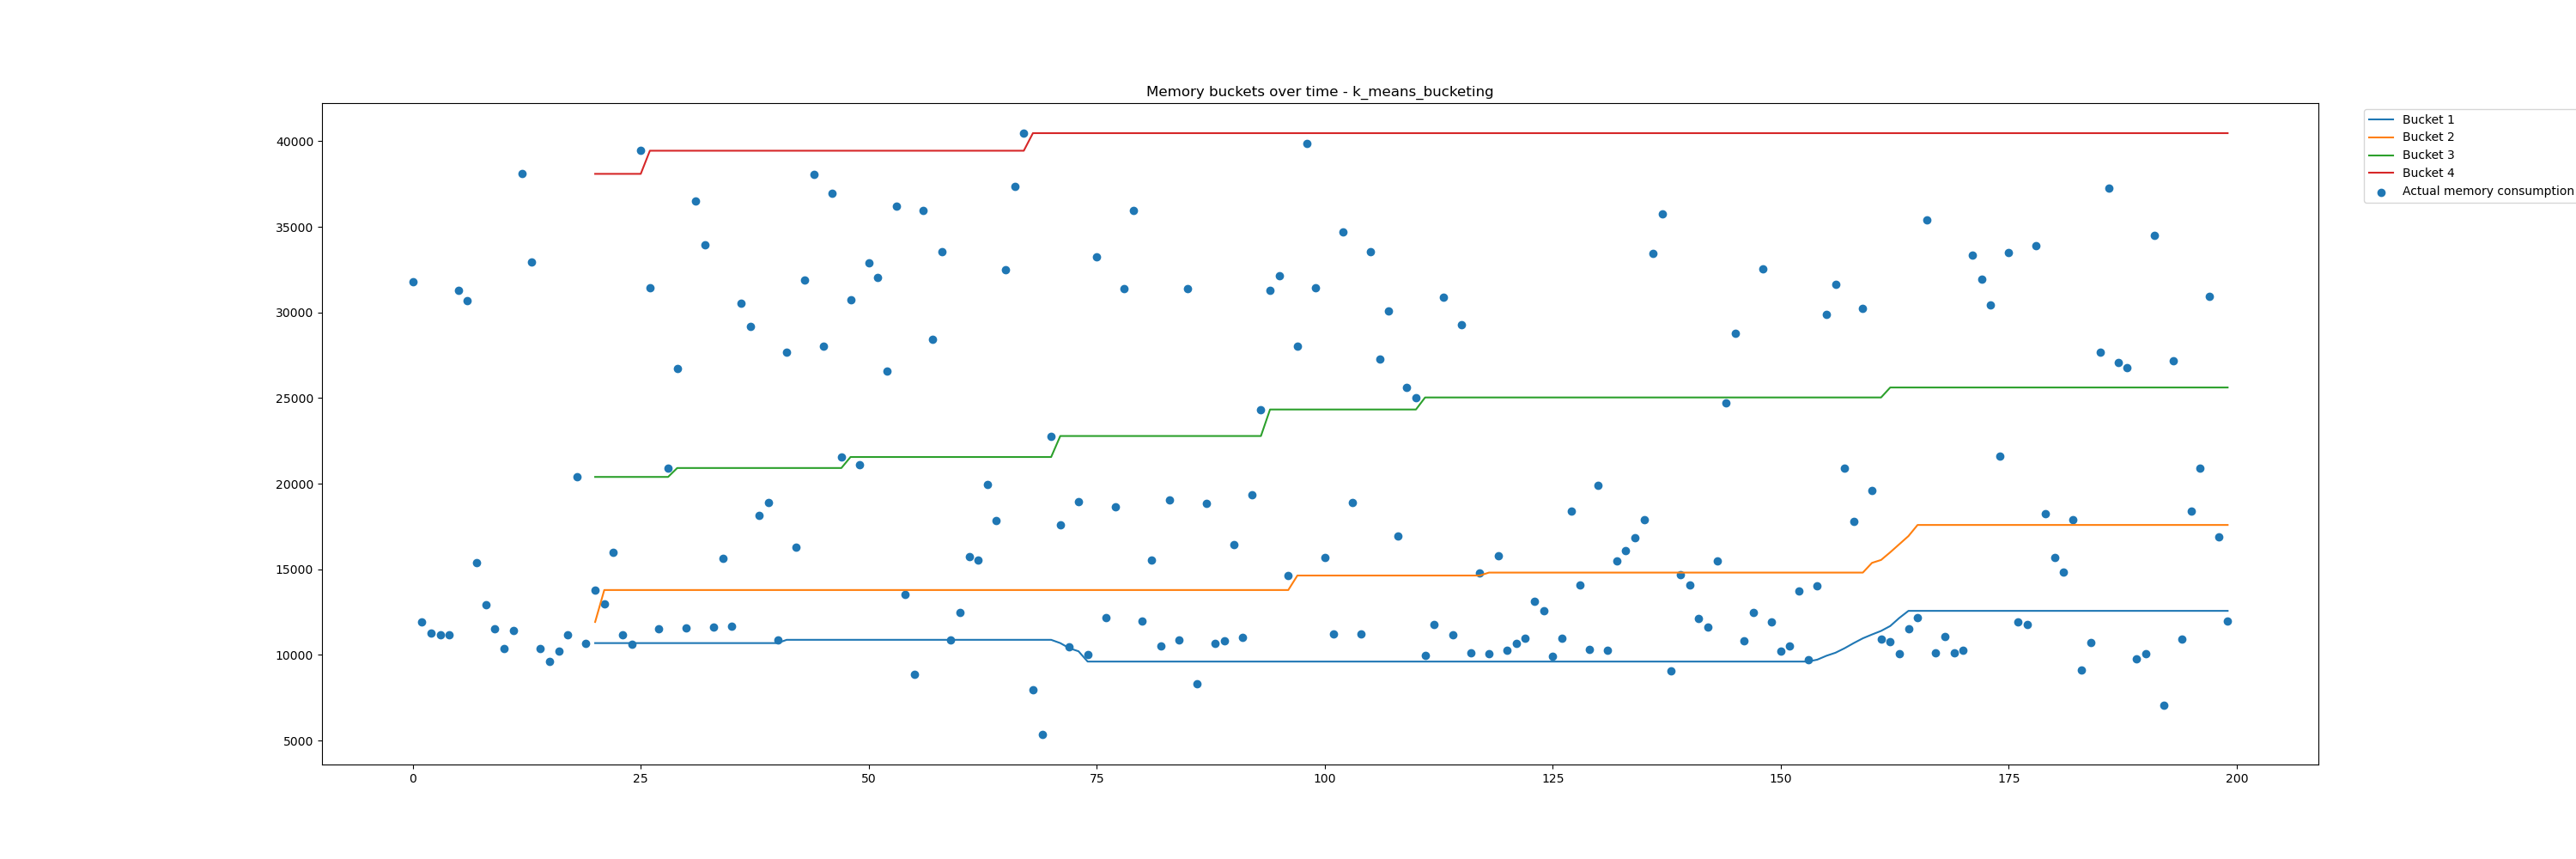 Memory buckets over time - k_means_bucketing
40000
35000
30000
25000
20000
15000
10000
5000
0 25 50 75 100 125 150 175 200
Bucket 1
Bucket 2
Bucket 3
Bucket 4
Actual memory consumption